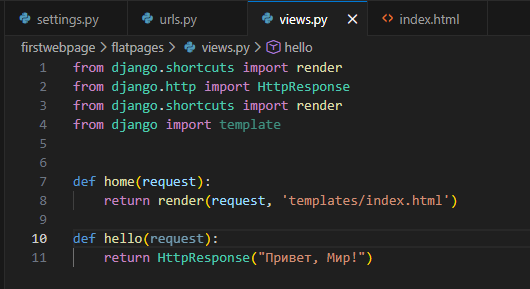 settings.py urls.py views.py index.html
firstwebpage > flatpages > views.py > hello
1 from django.shortcuts import render
2 from django.http import HttpResponse
3 from django.shortcuts import render
4 from django import template
5
6
7 def home(request):
8 return render(request, 'templates/index.html')
9
10 def hello(request):
11 return HttpResponse("Привет, Мир!")